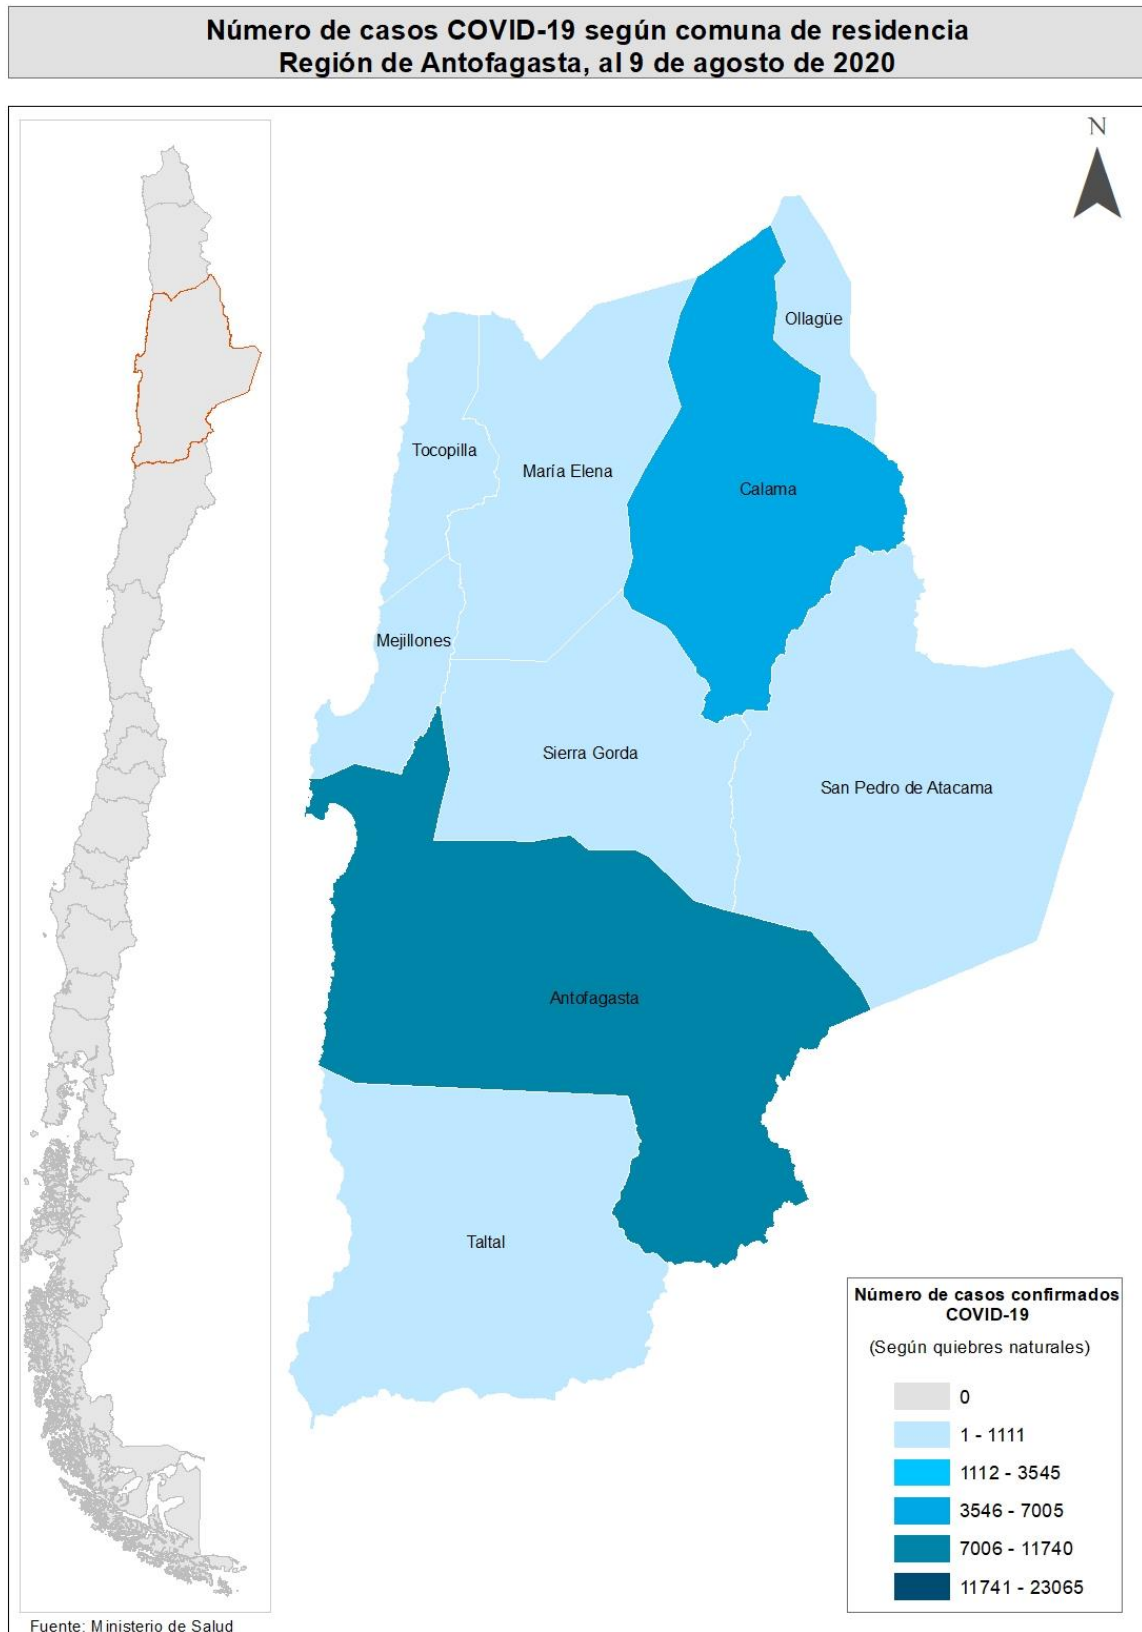 Número de casos COVID-19 según comuna de residencia
Región de Antofagasta, al 9 de agosto de 2020
N
Ollagüe
Tocopilla
María Elena
Calama
Mejillones
Sierra Gorda
San Pedro de Atacama
Antofagasta
Taltal
Número de casos confirmados
COVID-19
(Según quiebres naturales)
0
1 - 1111
1112 - 3545
3546 - 7005
7006 - 11740
11741 - 23065
Fuente: Ministerio de Salud